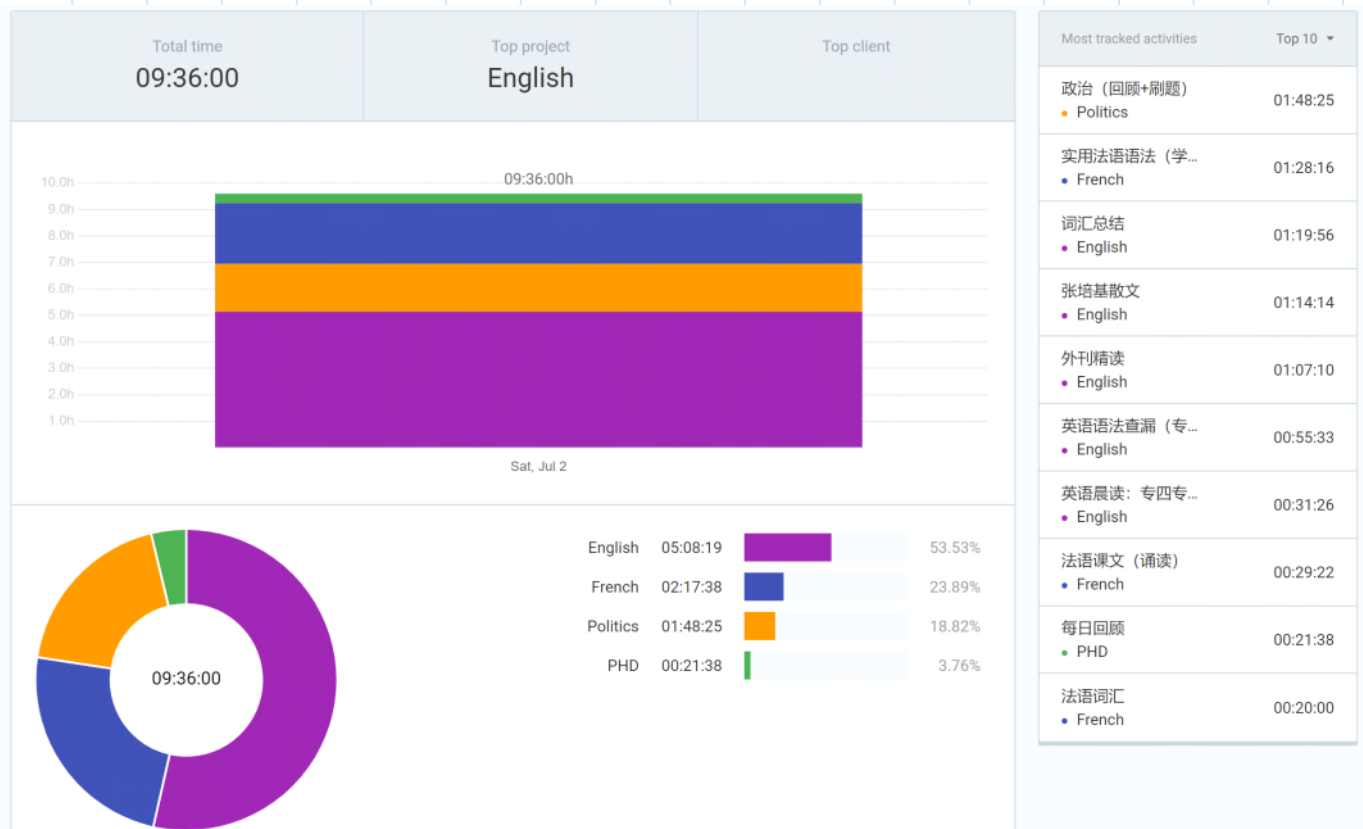 Total time
09:36:00
Top project
English
Top client
10.0h
9.0h
8.0h
7.0h
6.0h
5.0h
4.0h
3.0h
2.0h
1.0h
09:36:00h
Sat, Jul 2
09:36:00
English 05:08:19 53.53%
French 02:17:38 23.89%
Politics 01:48:25 18.82%
PHD 00:21:38 3.76%
Most tracked activities Top 10
政治（回顾+刷题）
Politics
01:48:25
实用法语语法（学...
French
01:28:16
词汇总结
English
01:19:56
张培基散文
English
01:14:14
外刊精读
English
01:07:10
英语语法查漏（专...
English
00:55:33
英语晨读：专四专...
English
00:31:26
法语课文（诵读）
French
00:29:22
每日回顾
PHD
00:21:38
法语词汇
French
00:20:00